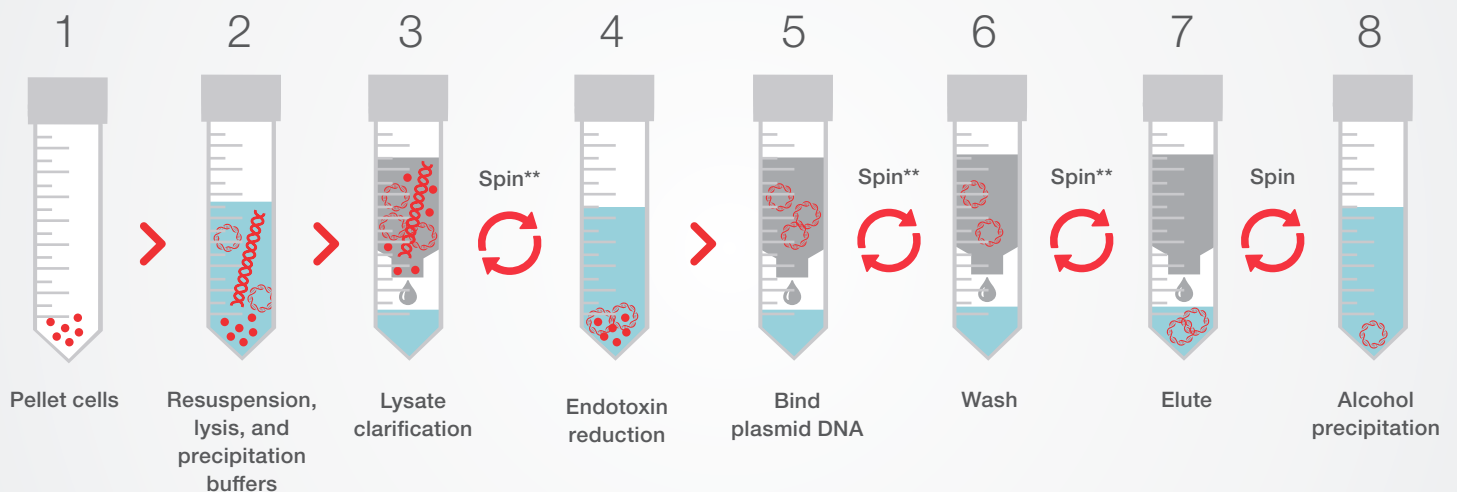 1
2
3
4
5
6
7
8
Spin**
Spin**
Spin**
Spin
Pellet cells
Resuspension,
lysis, and
precipitation
buffers
Lysate
clarification
Endotoxin
reduction
Bind
plasmid DNA
Wash
Elute
Alcohol
precipitation